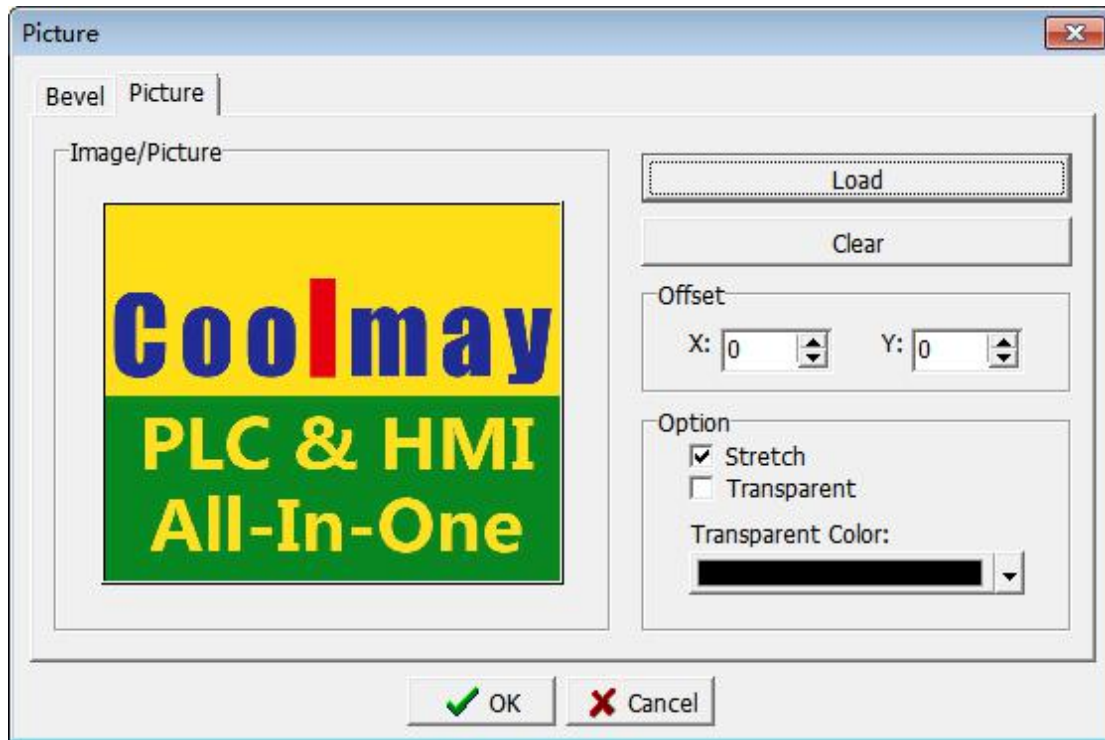 Picture
Bevel
Picture
Image/Picture
Coolmay
PLC & HMI
All-In-One
Load
Clear
Offset
X: 0 Y: 0
Option
Stretch
Transparent
Transparent Color:
OK
Cancel